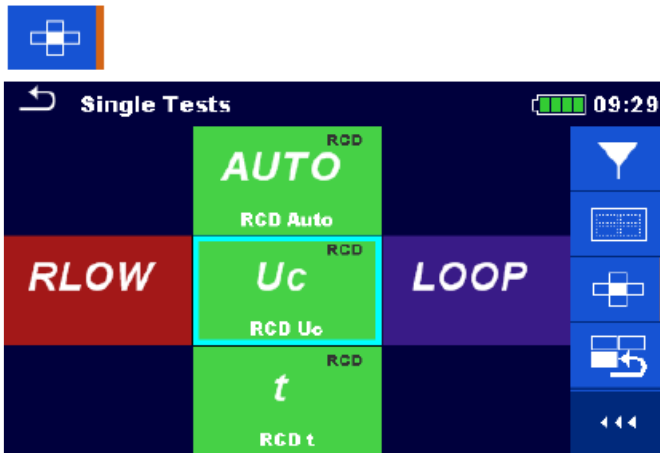 Single Tests 09:29
RCD
AUTO
RCD Auto
RLOW
RCD
Uc
RCD Uc
LOOP
RCD
t
RCD t